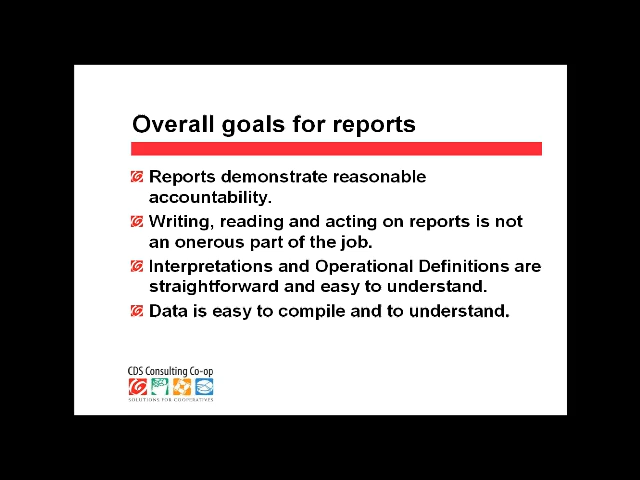 Overall goals for reports
Reports demonstrate reasonable
accountability.
Writing, reading and acting on reports is not
an onerous part of the job.
Interpretations and Operational Definitions are
straightforward and easy to understand.
Data is easy to compile and to understand.
CDS Consulting Co-op
SOLUTIONS FOR COOPERATIVES